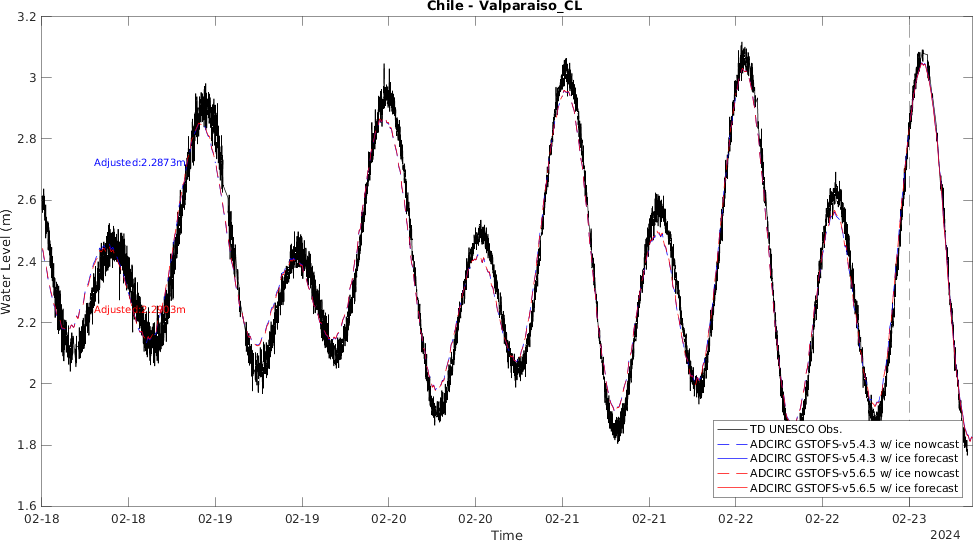 Chile - Valparaiso_CL
3.2
3
2.8
2.6
2.4
2.2
2
1.8
1.6
Water Level (m)
Adjusted:2.2873m
TD UNESCO Obs.
ADCIRC GSTOFS-v5.4.3 w/ ice nowcast
ADCIRC GSTOFS-v5.4.3 w/ ice forecast
ADCIRC GSTOFS-v5.6.5 w/ ice nowcast
ADCIRC GSTOFS-v5.6.5 w/ ice forecast
02-18 02-18 02-19 02-19 02-20 02-20 02-21 02-21 02-22 02-22 02-23
Time
2024